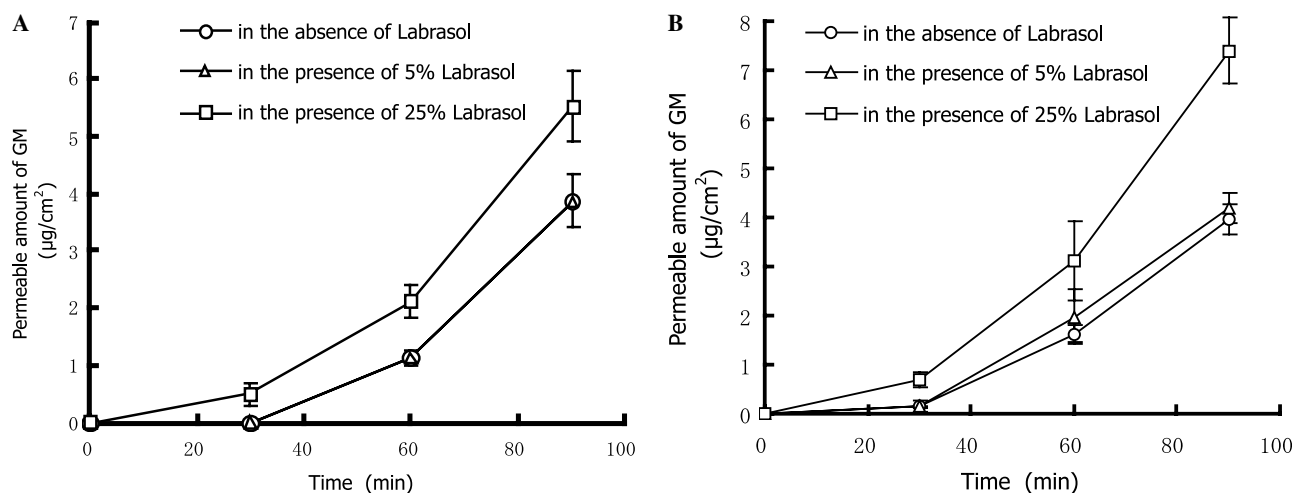 A
7
6
5
4
3
2
1
0
in the absence of Labrasol
in the presence of 5% Labrasol
in the presence of 25% Labrasol
Permeable amount of GM
(µg/cm²)
0 20 40 60 80 100
Time (min)
B
8
7
6
5
4
3
2
1
0
in the absence of Labrasol
in the presence of 5% Labrasol
in the presence of 25% Labrasol
Permeable amount of GM
(µg/cm²)
0 20 40 60 80 100
Time (min)